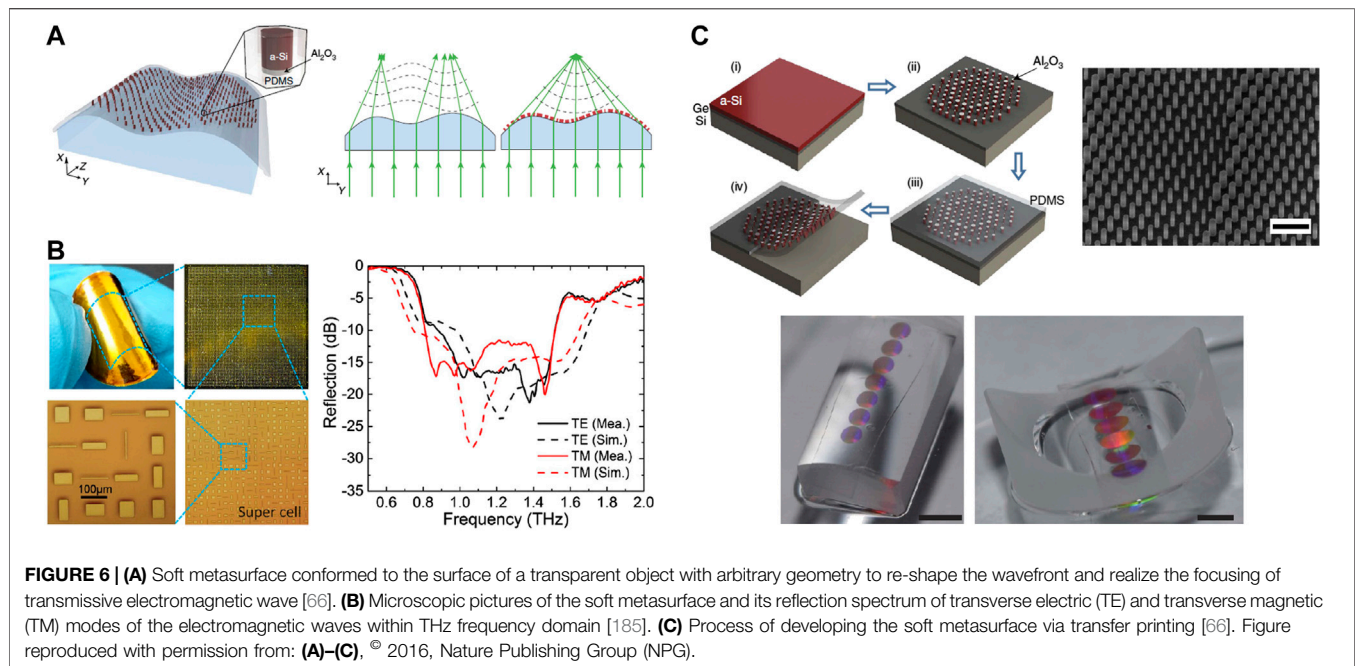 A
a-Si
Al₂O₃
PDMS
X
Z
Y
X
Y
B
100µm
Super cell
Reflection (dB)
0
-5
-10
-15
-20
-25
-30
-35
TE (Mea.)
TE (Sim.)
TM (Mea.)
TM (Sim.)
0.6 0.8 1.0 1.2 1.4 1.6 1.8 2.0
Frequency (THz)
C
(i)
a-Si
Ge
Si
(ii)
Al₂O₃
(iv)
(iii)
PDMS
FIGURE 6 | (A) Soft metasurface conformed to the surface of a transparent object with arbitrary geometry to re-shape the wavefront and realize the focusing of
transmissive electromagnetic wave [66]. (B) Microscopic pictures of the soft metasurface and its reflection spectrum of transverse electric (TE) and transverse magnetic
(TM) modes of the electromagnetic waves within THz frequency domain [185]. (C) Process of developing the soft metasurface via transfer printing [66]. Figure
reproduced with permission from: (A)–(C), © 2016, Nature Publishing Group (NPG).